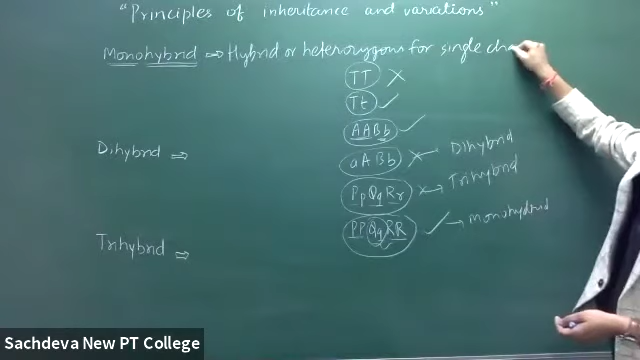 "Principles of inheritance and variations"
Monohybrid ⇒ Hybrid or heterozygous for single cha
TT ✗
Tt ✓
AABb ✓
Dihybrid ⇒
aABb ✗ → Dihybrid
PpQqRr ✗ → Trihybrid
PPQqRR ✓ → Monohybrid
Trihybrid ⇒
Sachdeva New PT College